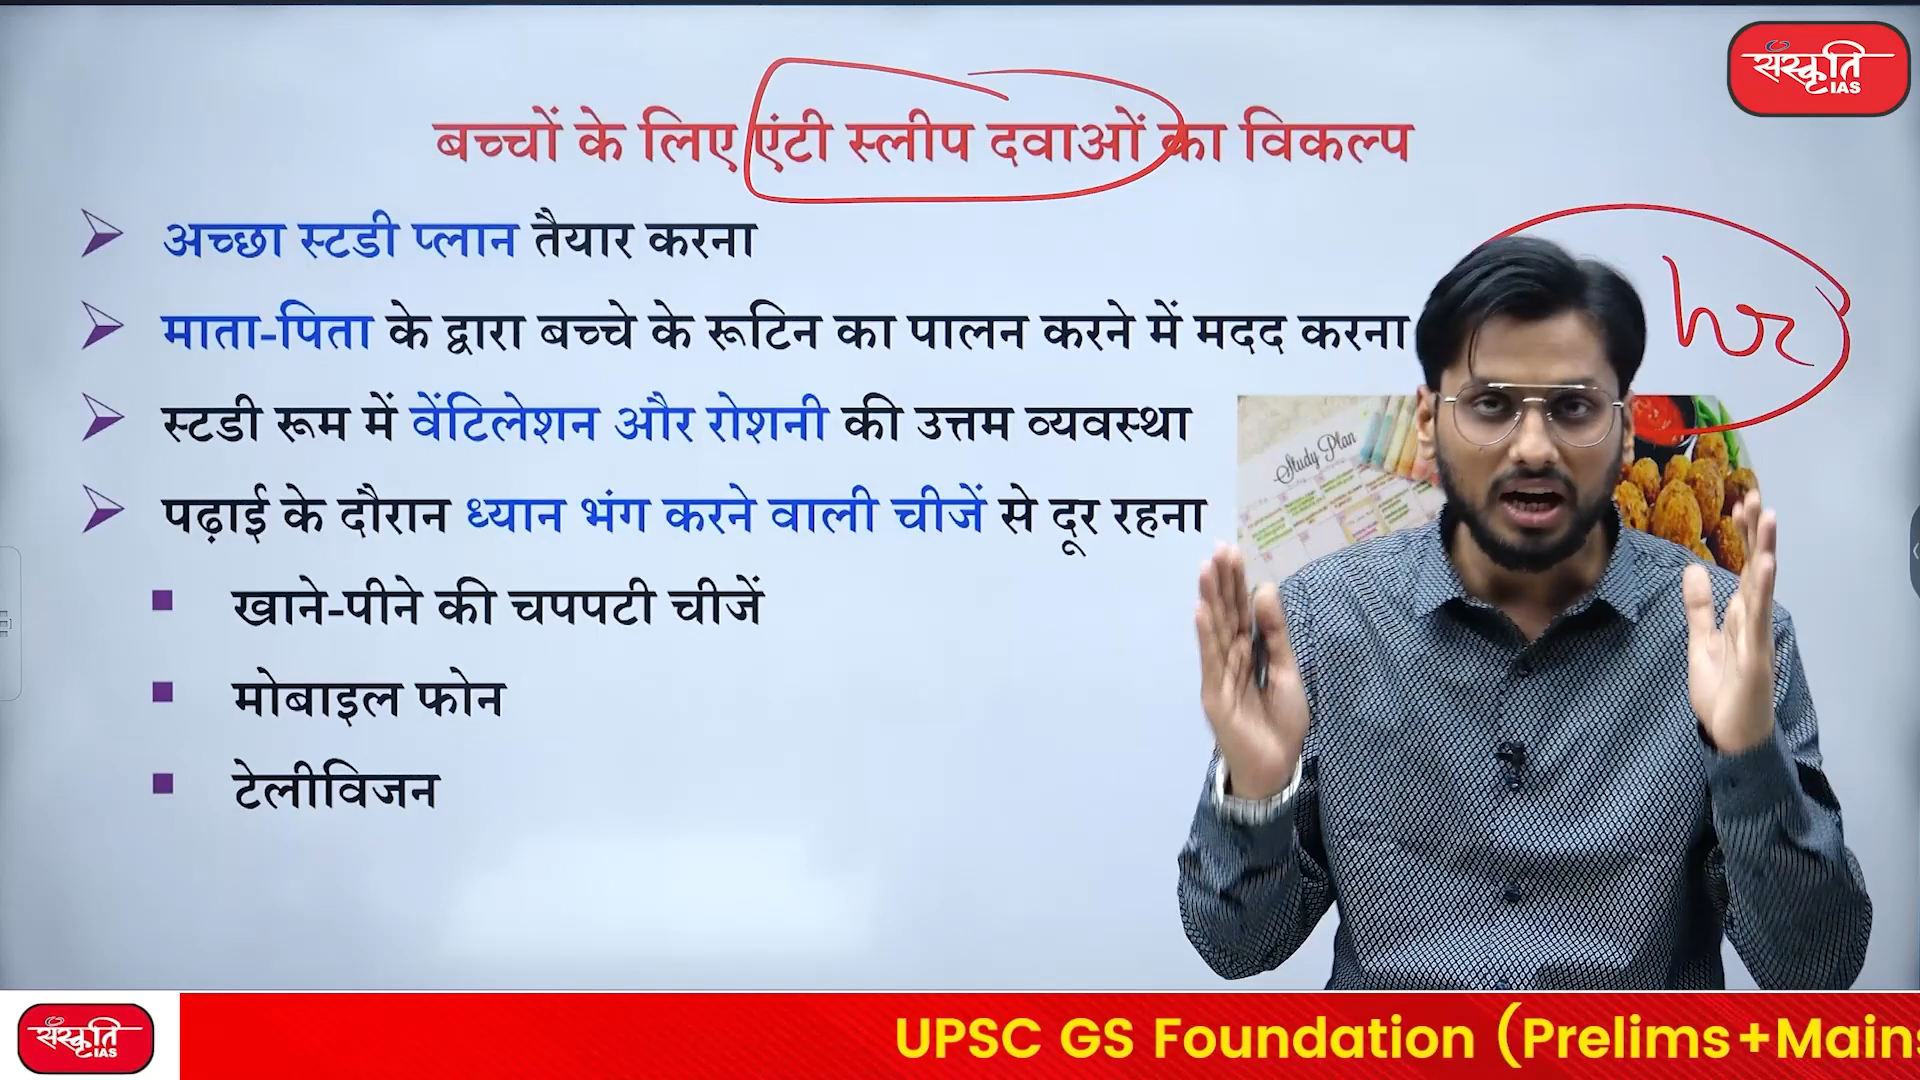 संस्कृति
IAS
बच्चों के लिए एंटी स्लीप दवाओं का विकल्प
अच्छा स्टडी प्लान तैयार करना
माता-पिता के द्वारा बच्चे के रूटिन का पालन करने में मदद करना
स्टडी रूम में वेंटिलेशन और रोशनी की उत्तम व्यवस्था
Study Plan
पढ़ाई के दौरान ध्यान भंग करने वाली चीजें से दूर रहना
खाने-पीने की चपपटी चीजें
मोबाइल फोन
टेलीविजन
संस्कृति
IAS
UPSC GS Foundation (Prelims+Mains